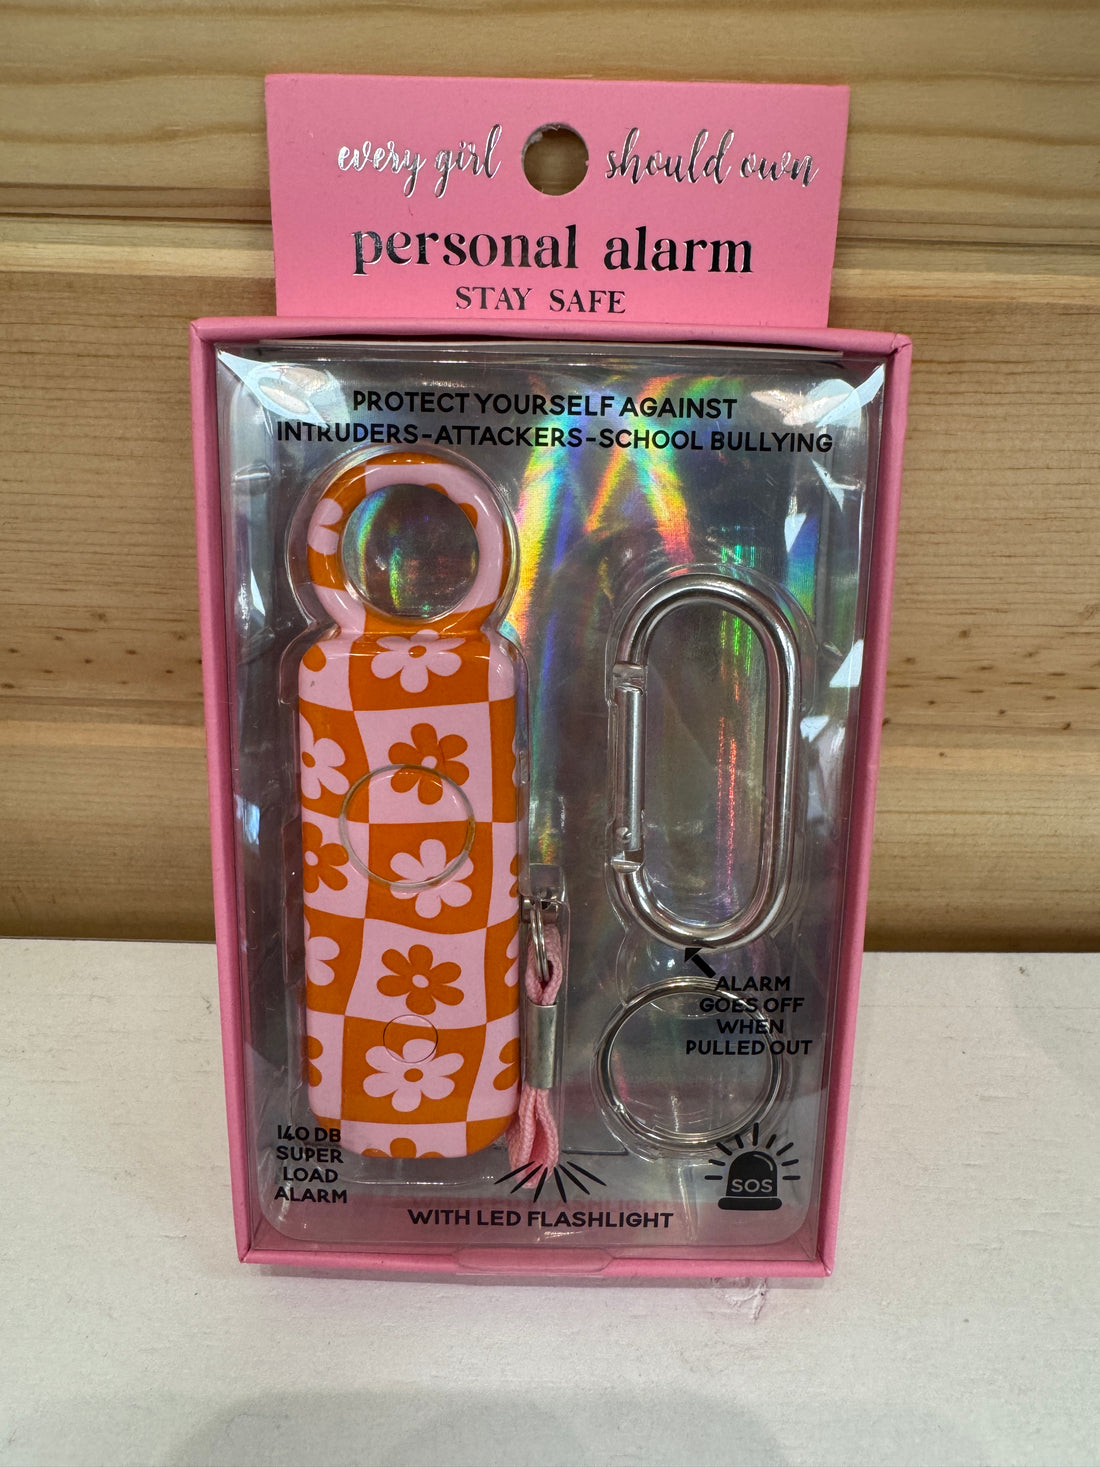 every girl should own
personal alarm
STAY SAFE
PROTECT YOURSELF AGAINST
INTRUDERS-ATTACKERS-SCHOOL BULLYING
ALARM
GOES OFF
WHEN
PULLED OUT
140 DB
SUPER
LOAD
ALARM
SOS
WITH LED FLASHLIGHT